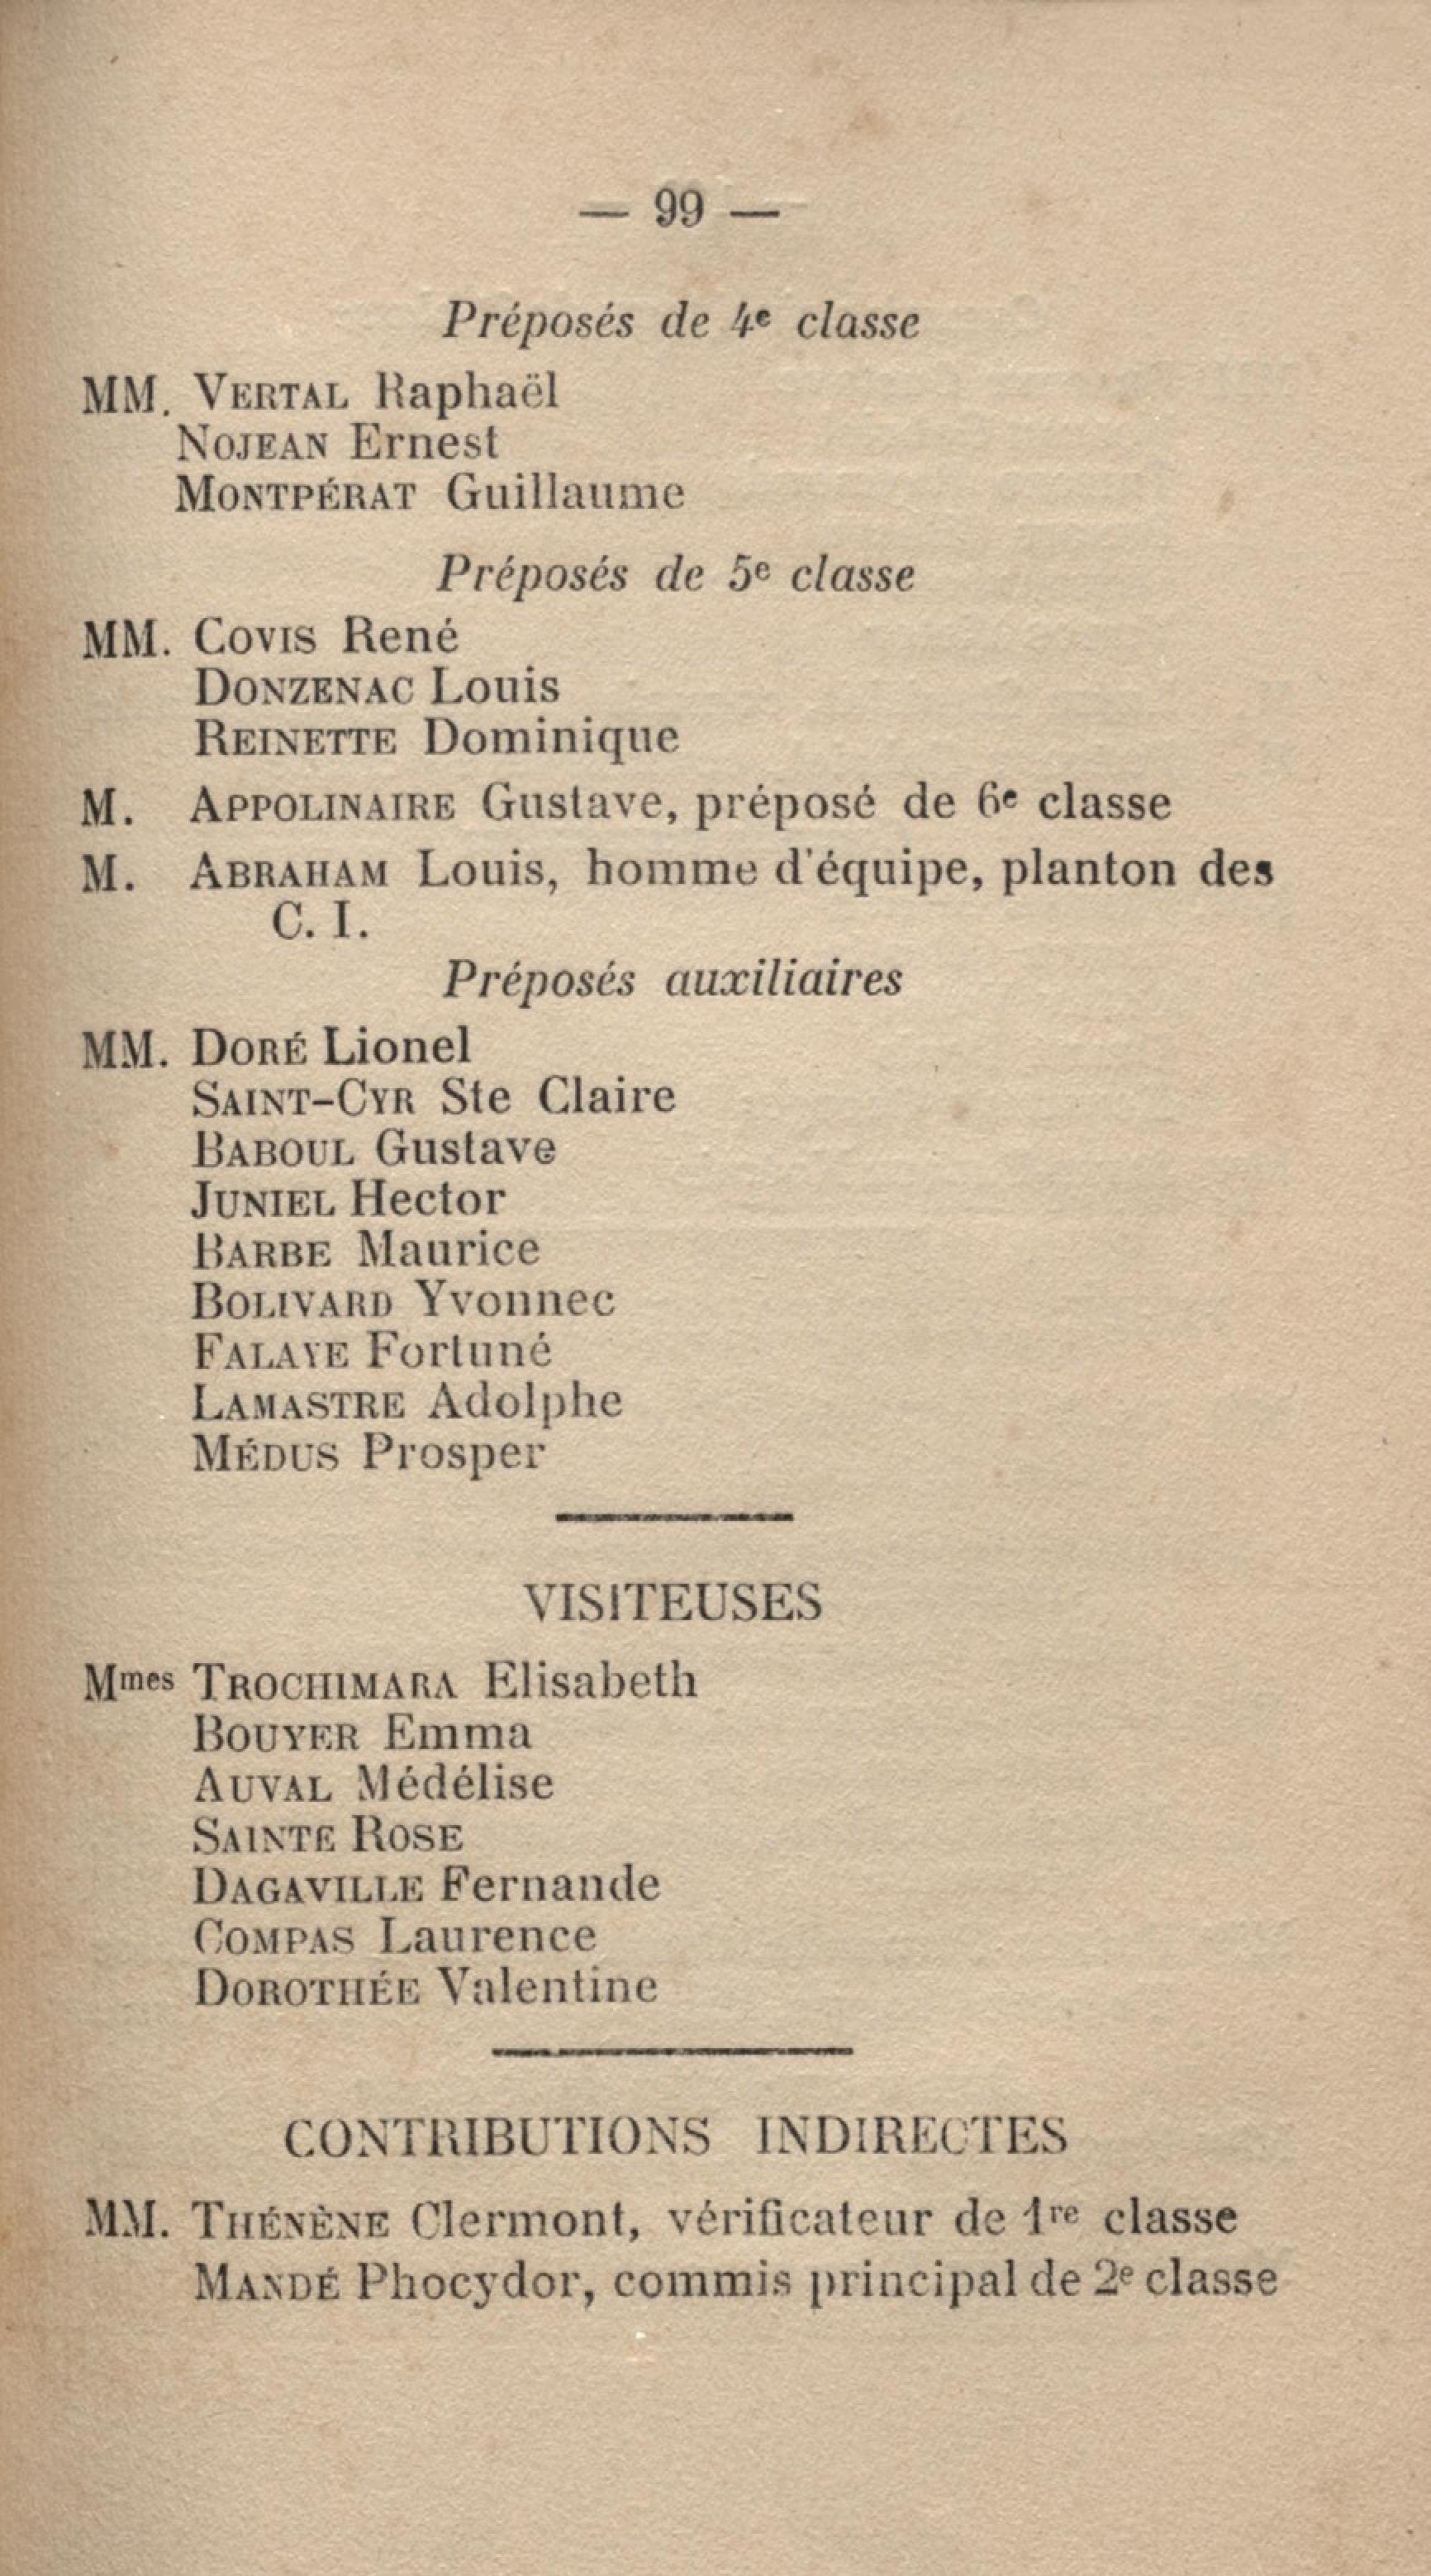 — 99 —
Préposés de 4e classe
MM. VERTAL Raphaël
NOJEAN Ernest
MONTPÉRAT Guillaume
Préposés de 5e classe
MM. COVIS René
DONZENAC Louis
REINETTE Dominique
M. APPOLINAIRE Gustave, préposé de 6e classe
M. ABRAHAM Louis, homme d'équipe, planton des
C. I.
Préposés auxiliaires
MM. DORÉ Lionel
SAINT-CYR Ste Claire
BABOUL Gustave
JUNIEL Hector
BARBE Maurice
BOLIVARD Yvonnec
FALAYE Fortuné
LAMASTRE Adolphe
MÉDUS Prosper
VISITEUSES
Mmes TROCHIMARA Elisabeth
BOUYER Emma
AUVAL Médélise
SAINTE ROSE
DAGAVILLE Fernande
COMPAS Laurence
DOROTHÉE Valentine
CONTRIBUTIONS INDIRECTES
MM. THÉNÈNE Clermont, vérificateur de 1re classe
MANDÉ Phocydor, commis principal de 2e classe